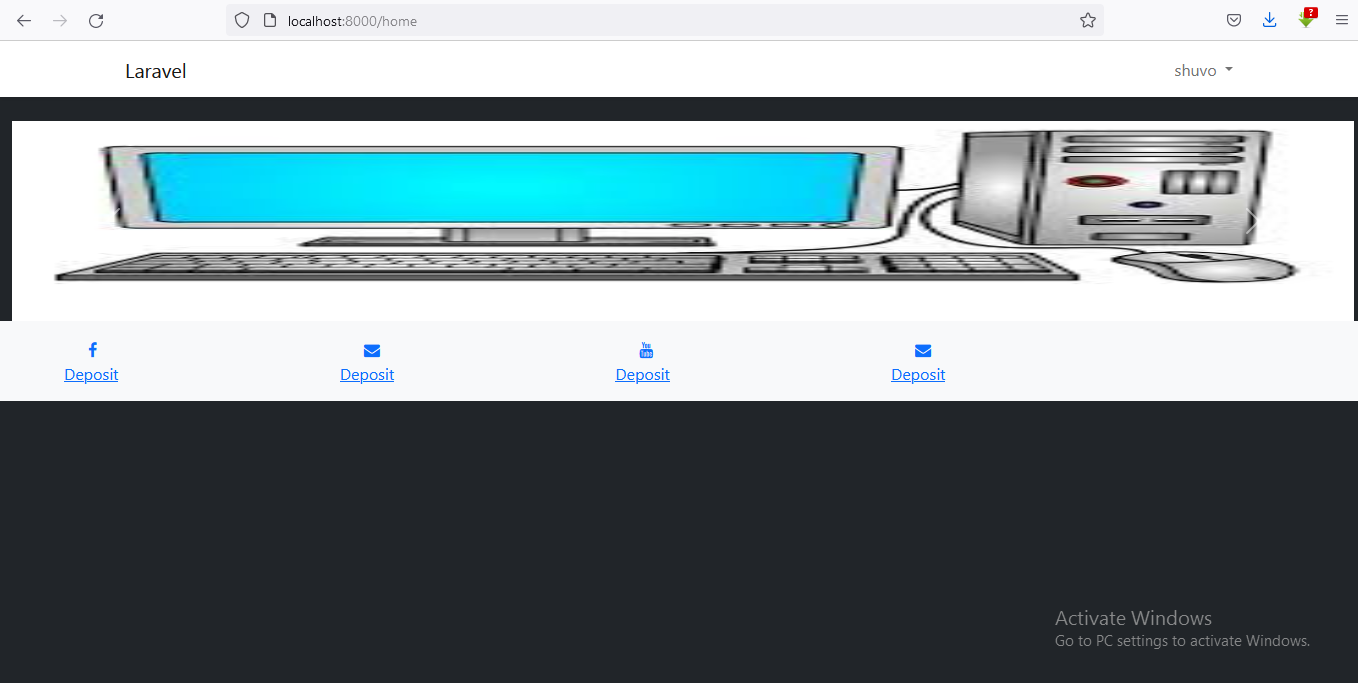 localhost:8000/home
?
Laravel
shuvo
You
Tube
Deposit Deposit Deposit Deposit
Activate Windows
Go to PC settings to activate Windows.